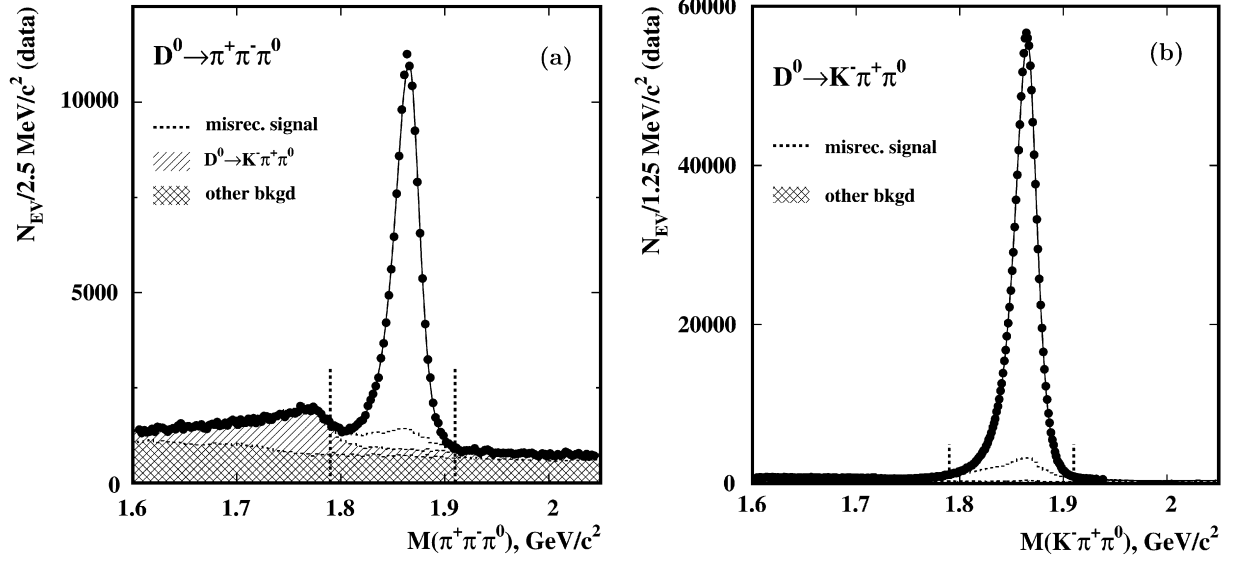 N_EV/2.5 MeV/c² (data)
D⁰→π⁺π⁻π⁰
(a)
misrec. signal
D⁰→K⁻π⁺π⁰
other bkgd
10000
5000
0
1.6 1.7 1.8 1.9 2
M(π⁺π⁻π⁰), GeV/c²
N_EV/1.25 MeV/c² (data)
D⁰→K⁻π⁺π⁰
(b)
misrec. signal
other bkgd
60000
40000
20000
0
1.6 1.7 1.8 1.9 2
M(K⁻π⁺π⁰), GeV/c²